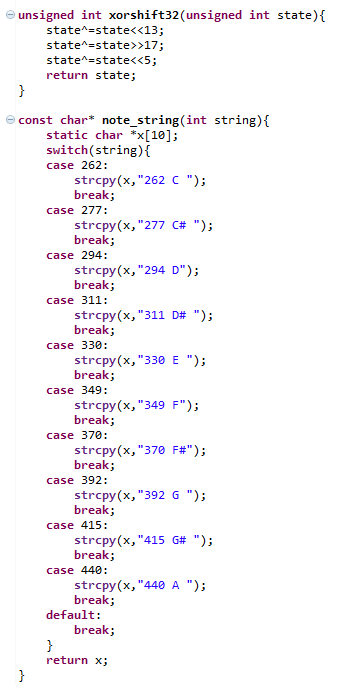 unsigned int xorshift32(unsigned int state){
    state^=state<<13;
    state^=state>>17;
    state^=state<<5;
    return state;
}

const char* note_string(int string){
    static char *x[10];
    switch(string){
    case 262:
        strcpy(x,"262 C ");
        break;
    case 277:
        strcpy(x,"277 C# ");
        break;
    case 294:
        strcpy(x,"294 D");
        break;
    case 311:
        strcpy(x,"311 D# ");
        break;
    case 330:
        strcpy(x,"330 E ");
        break;
    case 349:
        strcpy(x,"349 F");
        break;
    case 370:
        strcpy(x,"370 F#");
        break;
    case 392:
        strcpy(x,"392 G ");
        break;
    case 415:
        strcpy(x,"415 G# ");
        break;
    case 440:
        strcpy(x,"440 A ");
        break;
    default:
        break;
    }
    return x;
}